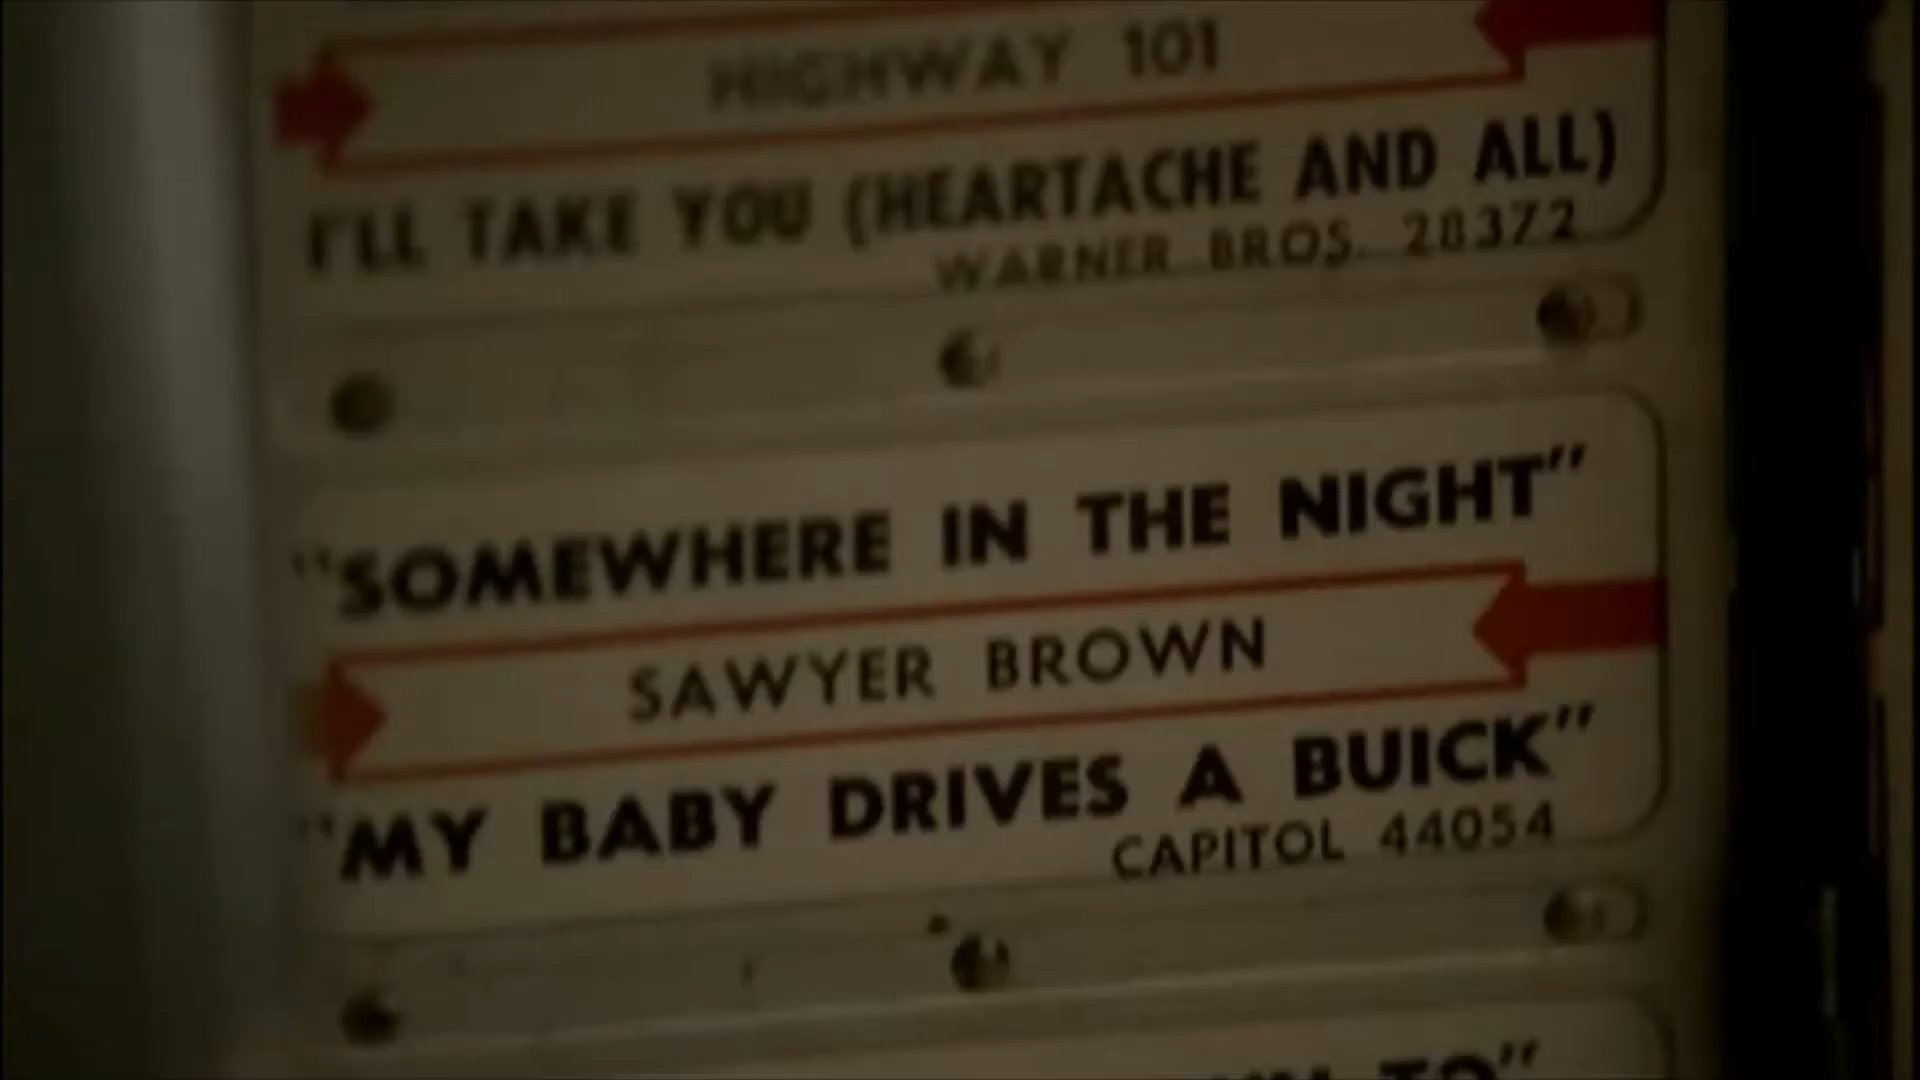 HIGHWAY 101
I'LL TAKE YOU (HEARTACHE AND ALL)
WARNER BROS. 28372
"SOMEWHERE IN THE NIGHT"
SAWYER BROWN
"MY BABY DRIVES A BUICK"
CAPITOL 44054
TO"